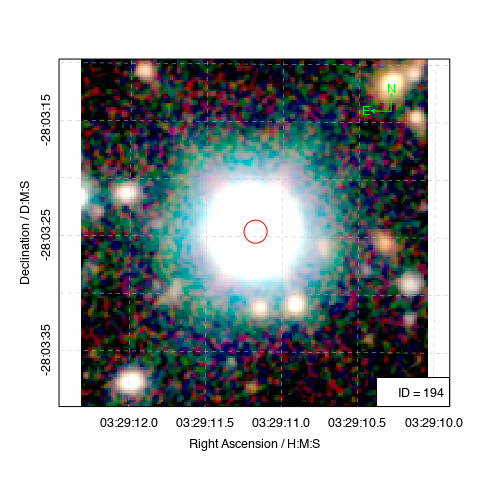 N
E
-28:03:15
-28:03:25
-28:03:35
Declination / D:M:S
ID = 194
03:29:12.0 03:29:11.5 03:29:11.0 03:29:10.5 03:29:10.0
Right Ascension / H:M:S